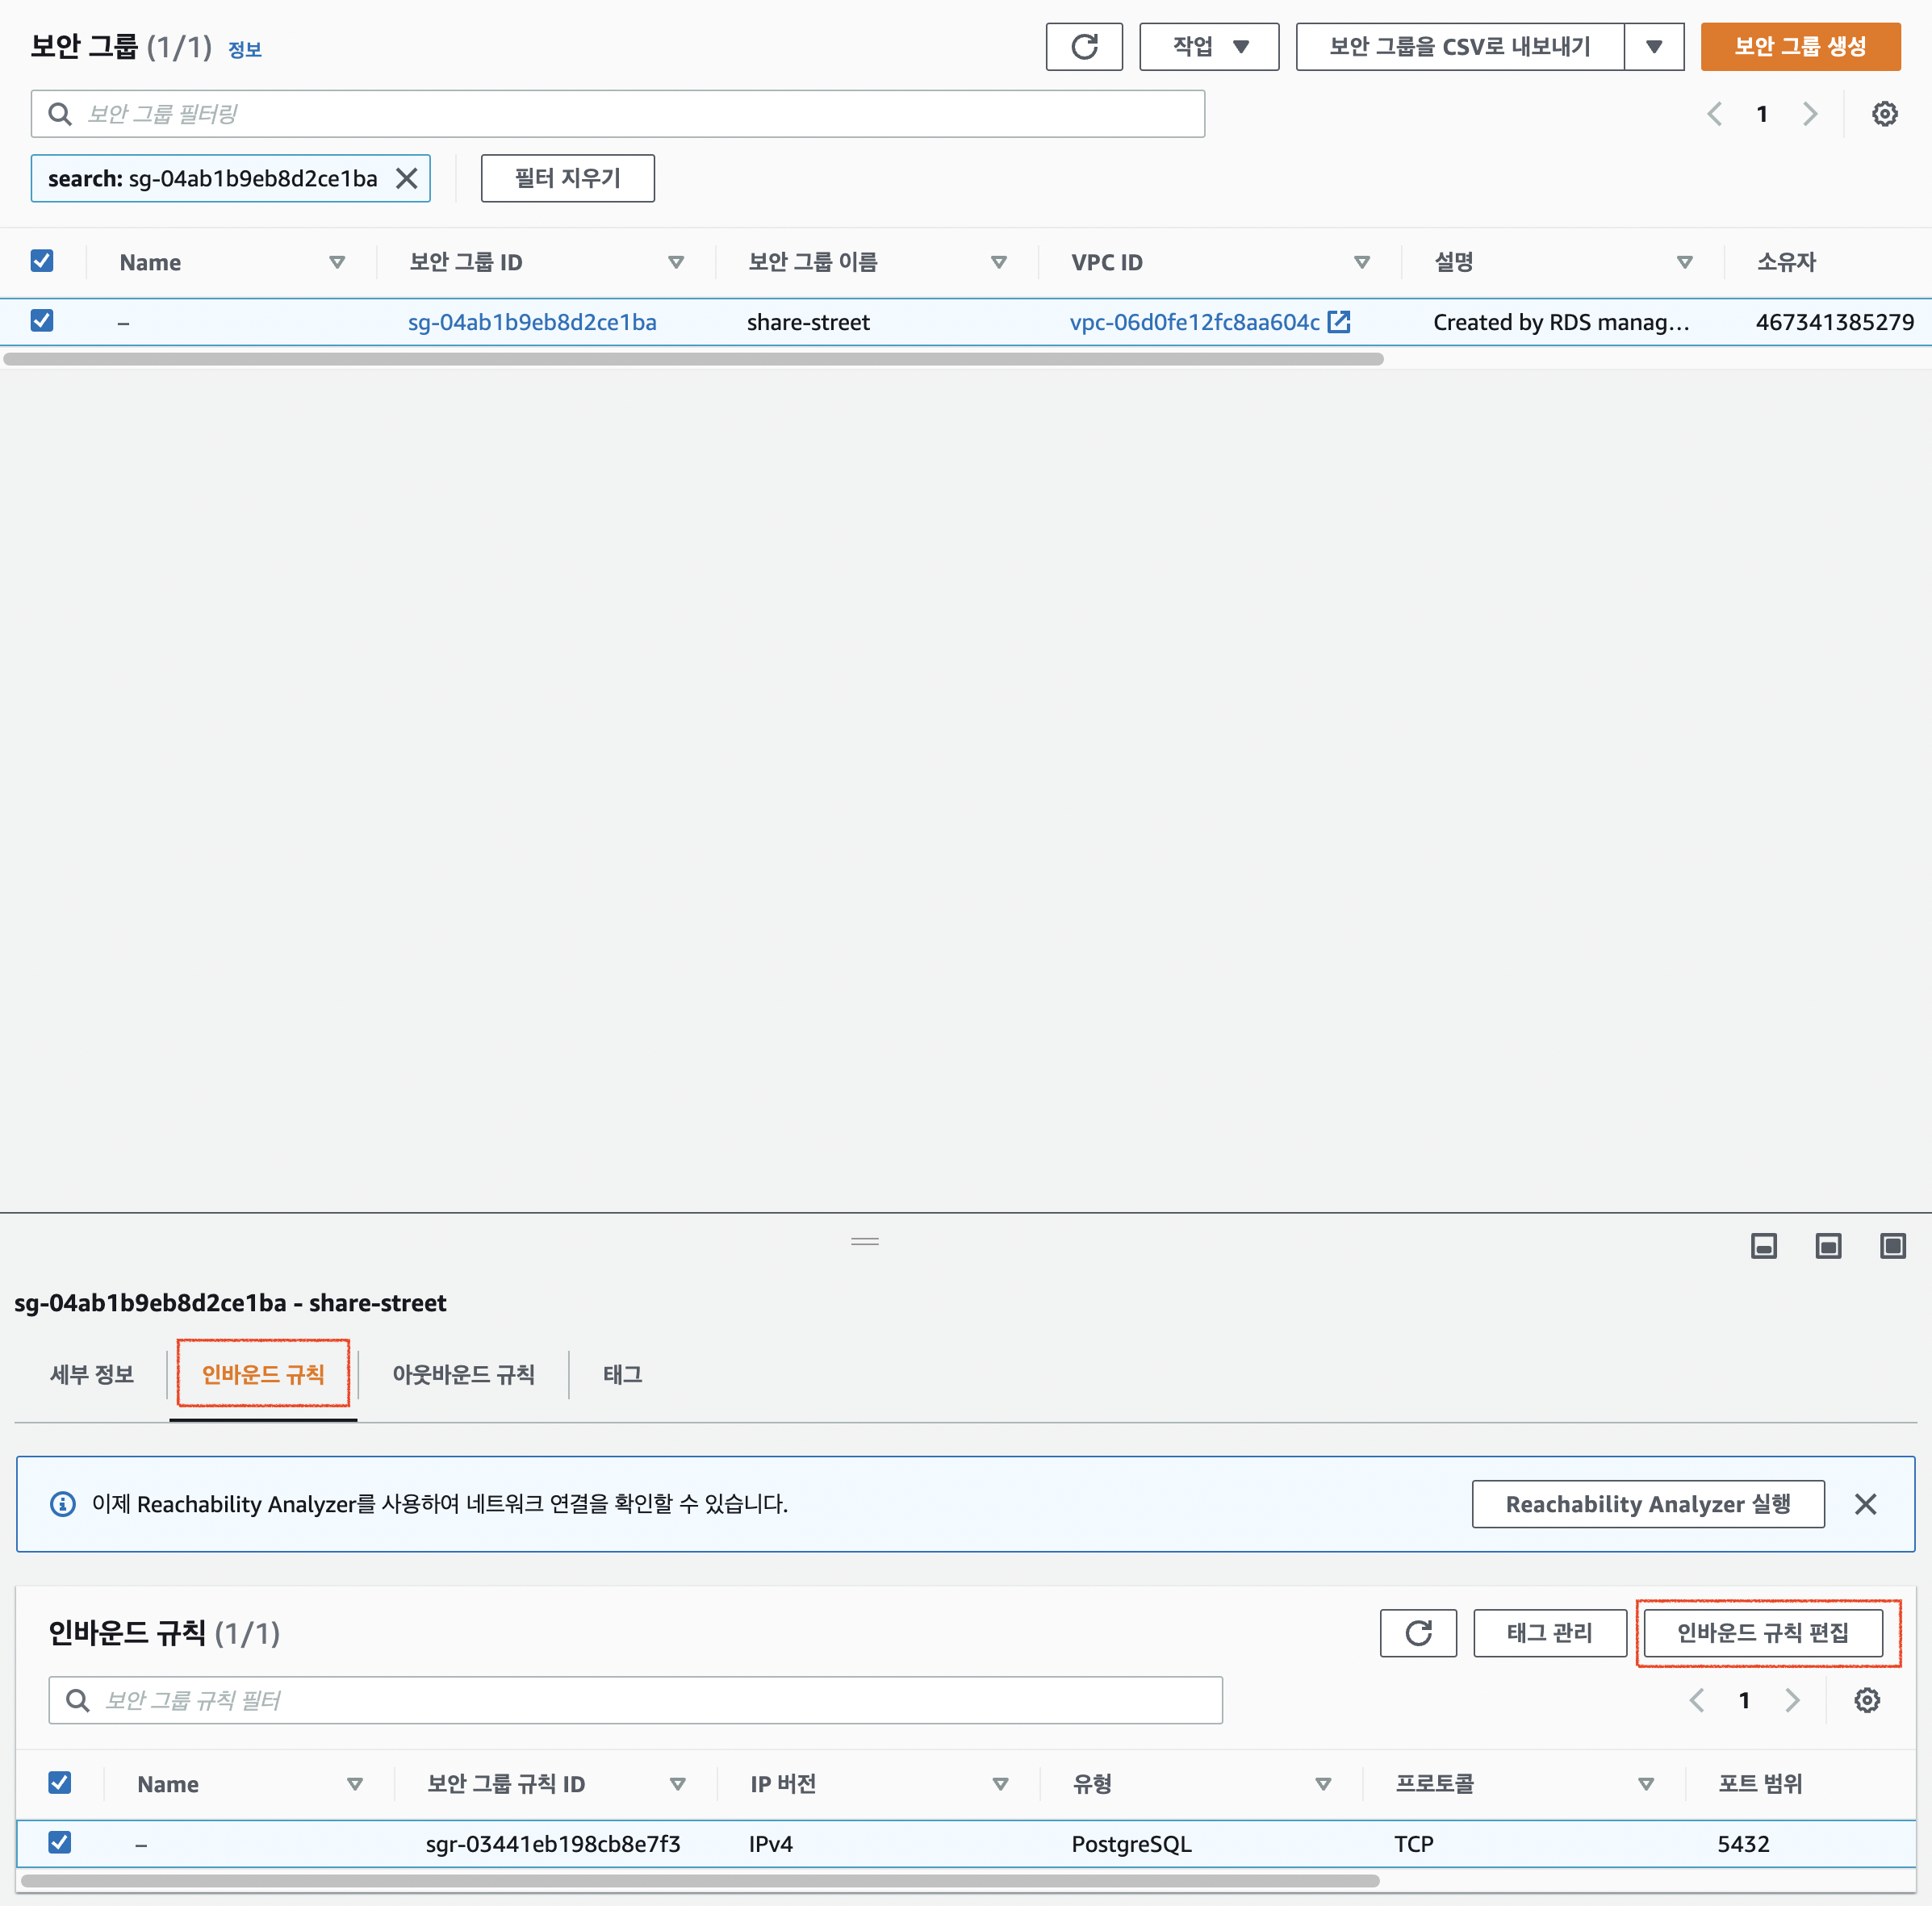 보안 그룹 (1/1) 정보 작업 보안 그룹을 CSV로 내보내기 보안 그룹 생성
보안 그룹 필터링 1
search: sg-04ab1b9eb8d2ce1ba 필터 지우기
Name 보안 그룹 ID 보안 그룹 이름 VPC ID 설명 소유자
– sg-04ab1b9eb8d2ce1ba share-street vpc-06d0fe12fc8aa604c Created by RDS manag... 467341385279
sg-04ab1b9eb8d2ce1ba - share-street
세부 정보 인바운드 규칙 아웃바운드 규칙 태그
이제 Reachability Analyzer를 사용하여 네트워크 연결을 확인할 수 있습니다. Reachability Analyzer 실행
인바운드 규칙 (1/1) 태그 관리 인바운드 규칙 편집
보안 그룹 규칙 필터 1
Name 보안 그룹 규칙 ID IP 버전 유형 프로토콜 포트 범위
– sgr-03441eb198cb8e7f3 IPv4 PostgreSQL TCP 5432